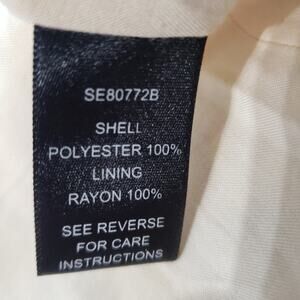 SE80772B
SHELL
POLYESTER 100%
LINING
RAYON 100%
SEE REVERSE
FOR CARE
INSTRUCTIONS